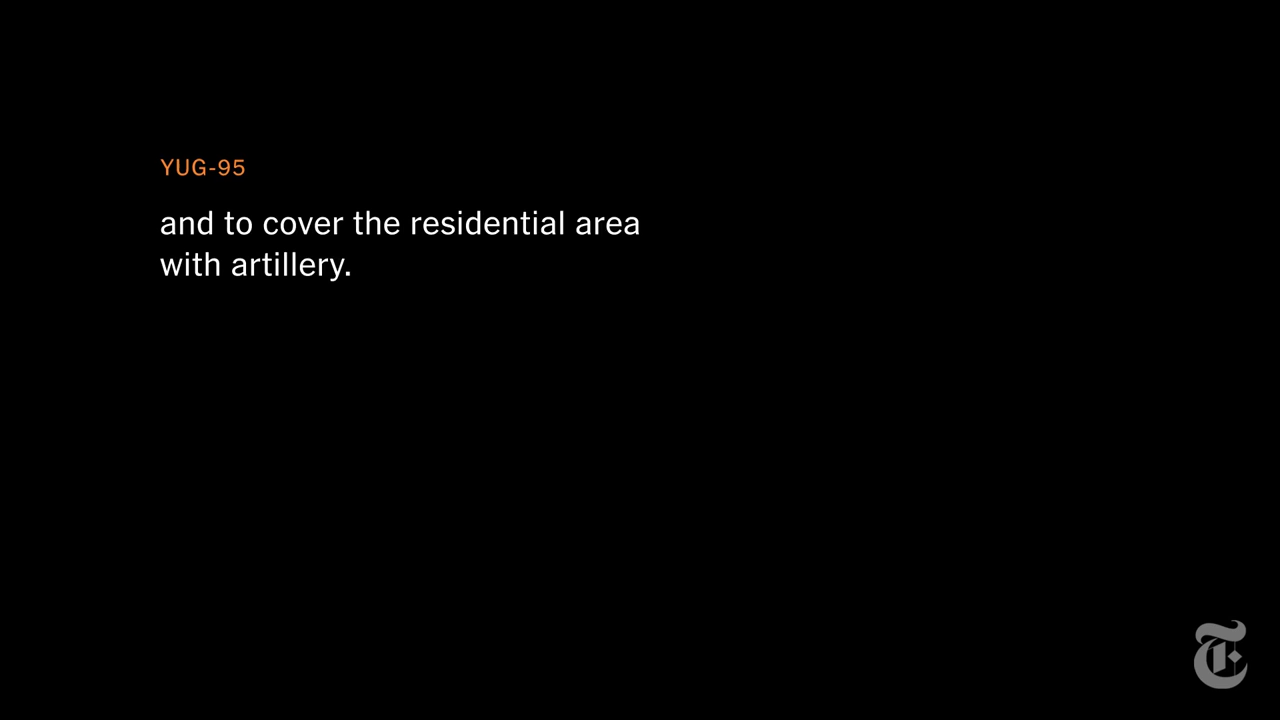 YUG-95
and to cover the residential area
with artillery.